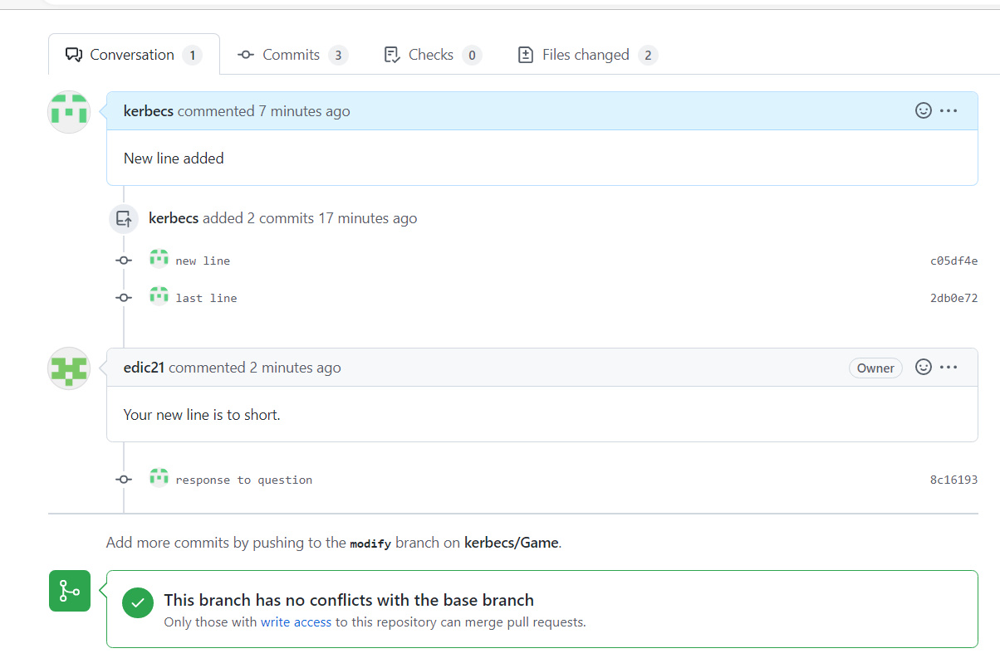 Conversation 1 Commits 3 Checks 0 Files changed 2
kerbecs commented 7 minutes ago
New line added
kerbecs added 2 commits 17 minutes ago
new line c05df4e
last line 2db0e72
edic21 commented 2 minutes ago Owner
Your new line is to short.
response to question 8c16193
Add more commits by pushing to the modify branch on kerbecs/Game.
This branch has no conflicts with the base branch
Only those with write access to this repository can merge pull requests.